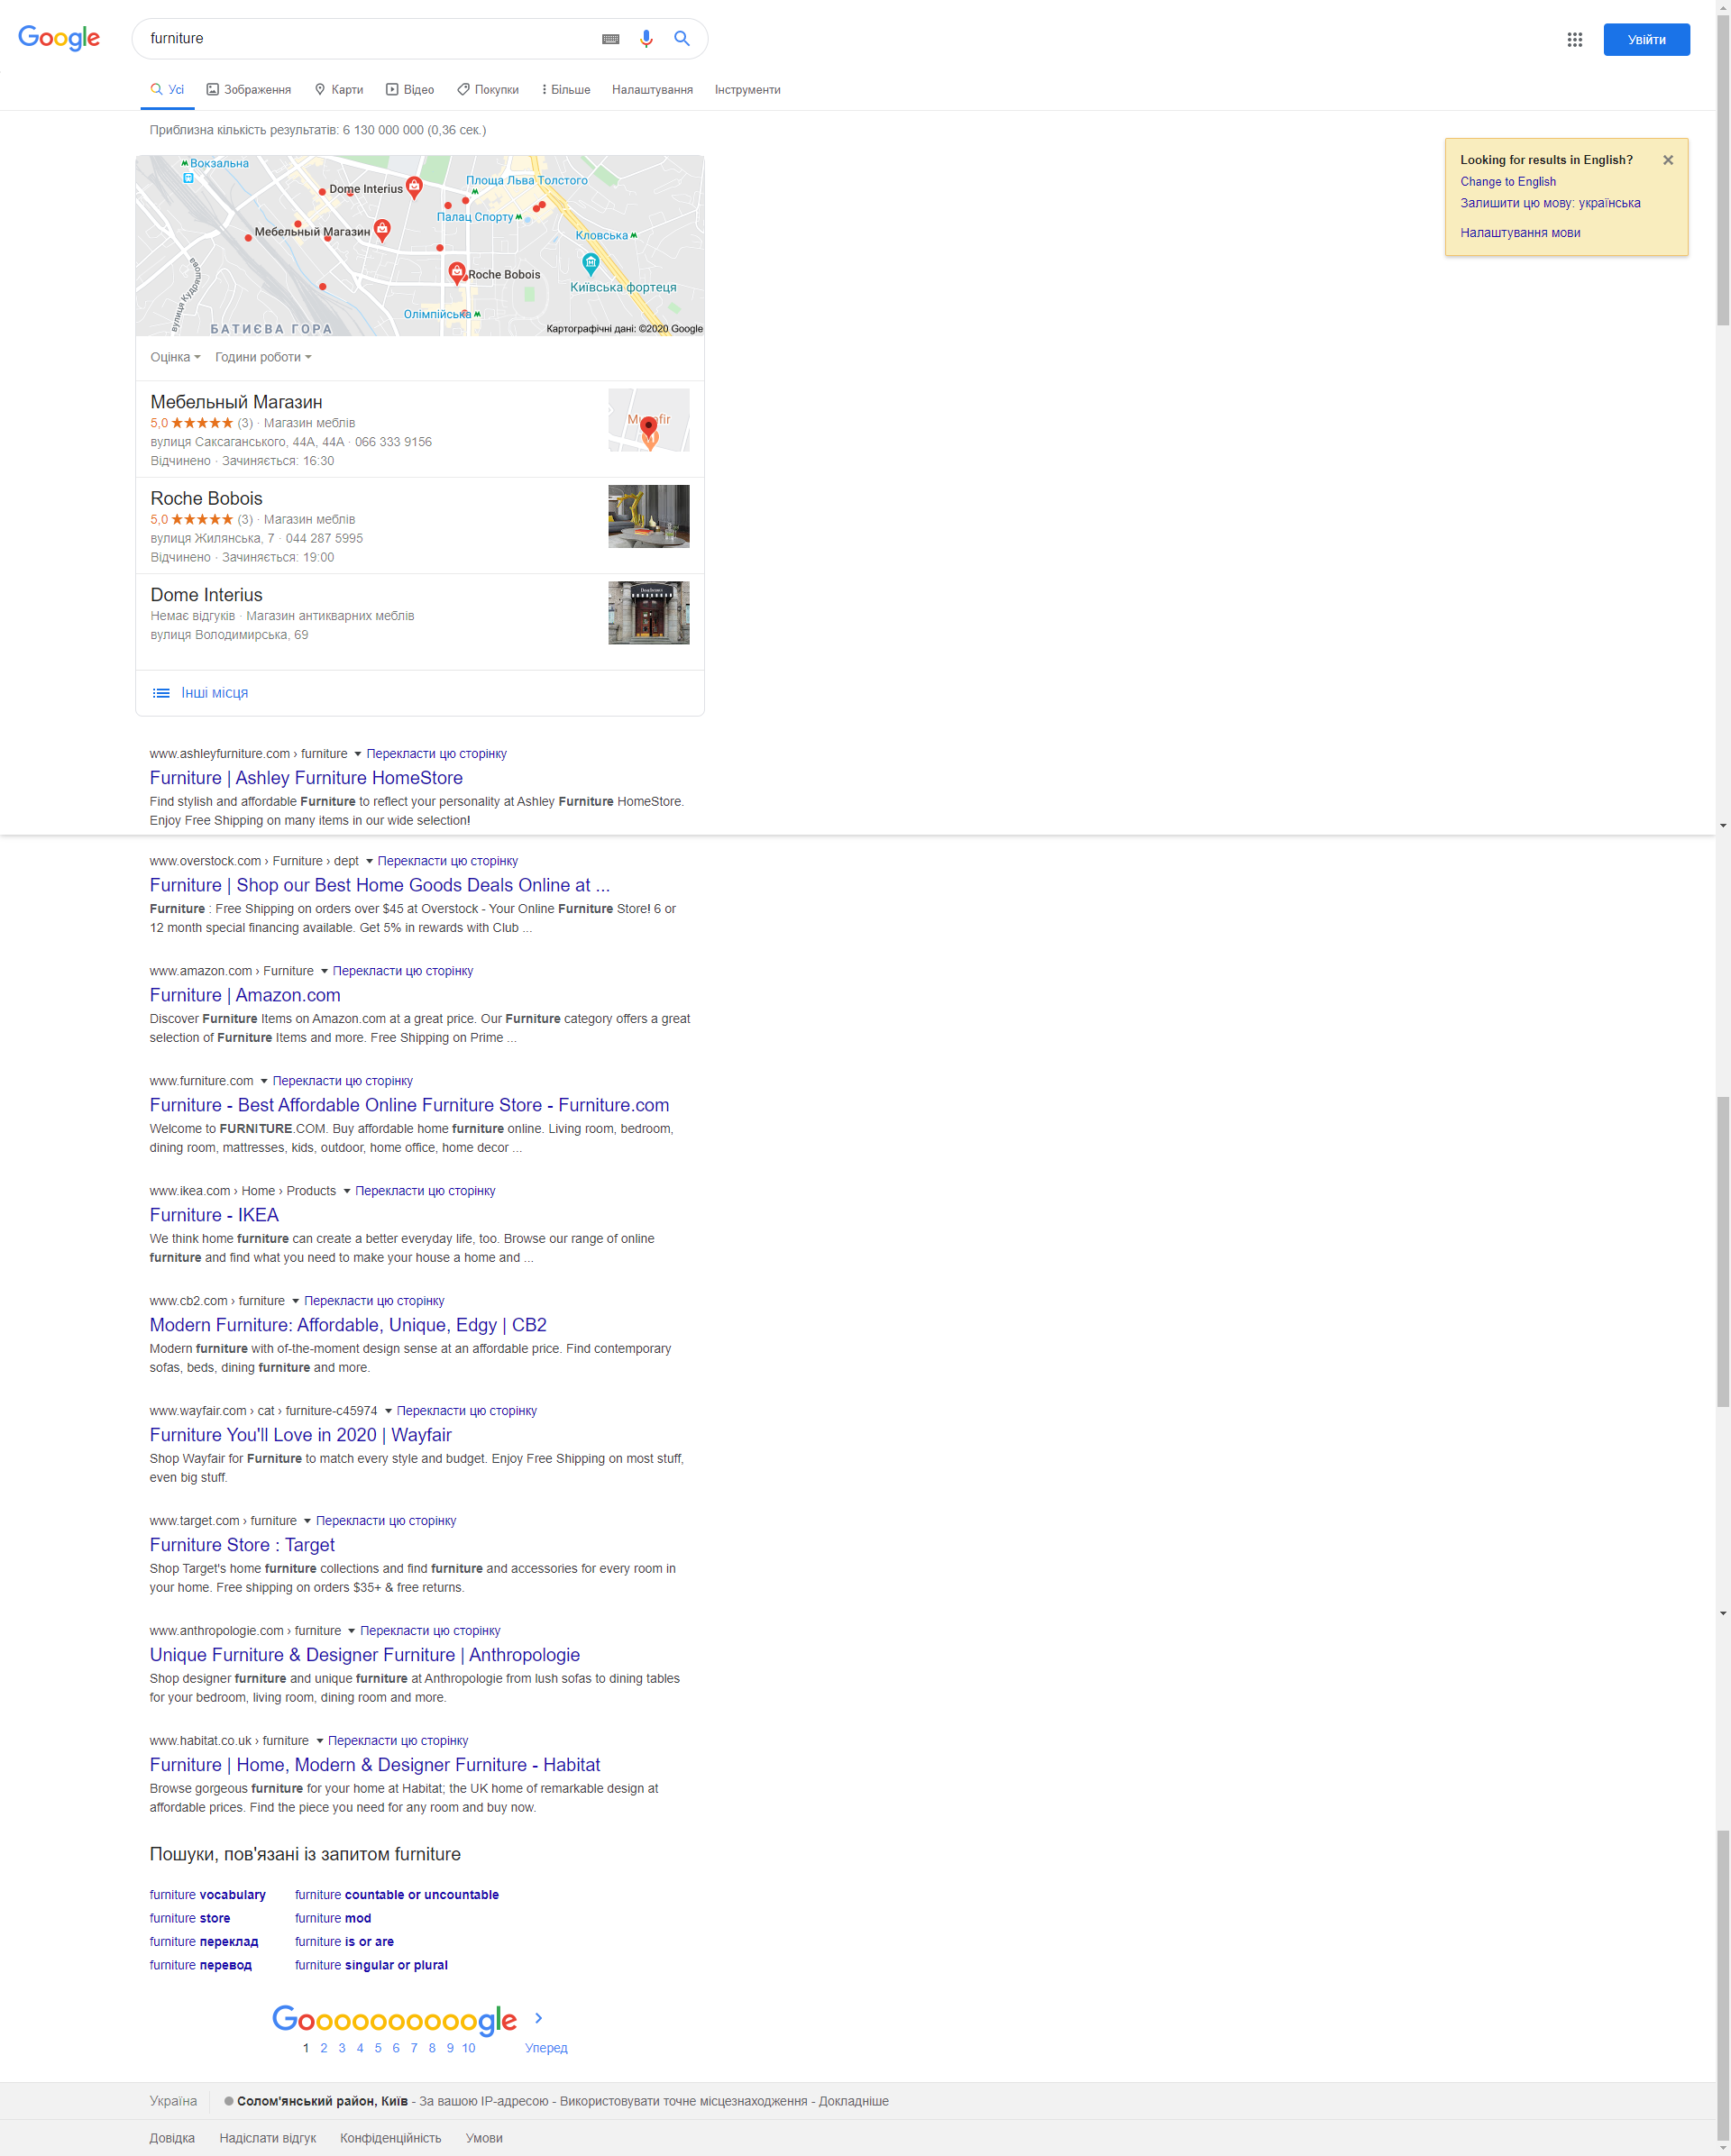 Google
furniture
Увійти
Усі Зображення Карти Відео Покупки Більше Налаштування Інструменти
Приблизна кількість результатів: 6 130 000 000 (0,36 сек.)
Looking for results in English?
Change to English
Залишити цю мову: українська
Налаштування мови
Вокзальна
Dome Interius
Площа Льва Толстого
Палац Спорту
Мебельный Магазин
Кловська
Roche Bobois
Київська фортеця
вулиця Кудряшова
Олімпійська
БАТИЄВА ГОРА
Картографічні дані: ©2020 Google
Оцінка Години роботи
Мебельный Магазин
5,0 (3) · Магазин меблів
вулиця Саксаганського, 44А, 44А · 066 333 9156
Відчинено · Зачиняється: 16:30
Roche Bobois
5,0 (3) · Магазин меблів
вулиця Жилянська, 7 · 044 287 5995
Відчинено · Зачиняється: 19:00
Dome Interius
Немає відгуків · Магазин антикварних меблів
вулиця Володимирська, 69
Інші місця
www.ashleyfurniture.com › furniture Перекласти цю сторінку
Furniture | Ashley Furniture HomeStore
Find stylish and affordable Furniture to reflect your personality at Ashley Furniture HomeStore.
Enjoy Free Shipping on many items in our wide selection!
www.overstock.com › Furniture › dept Перекласти цю сторінку
Furniture | Shop our Best Home Goods Deals Online at ...
Furniture : Free Shipping on orders over $45 at Overstock - Your Online Furniture Store! 6 or
12 month special financing available. Get 5% in rewards with Club ...
www.amazon.com › Furniture Перекласти цю сторінку
Furniture | Amazon.com
Discover Furniture Items on Amazon.com at a great price. Our Furniture category offers a great
selection of Furniture Items and more. Free Shipping on Prime ...
www.furniture.com Перекласти цю сторінку
Furniture - Best Affordable Online Furniture Store - Furniture.com
Welcome to FURNITURE.COM. Buy affordable home furniture online. Living room, bedroom,
dining room, mattresses, kids, outdoor, home office, home decor ...
www.ikea.com › Home › Products Перекласти цю сторінку
Furniture - IKEA
We think home furniture can create a better everyday life, too. Browse our range of online
furniture and find what you need to make your house a home and ...
www.cb2.com › furniture Перекласти цю сторінку
Modern Furniture: Affordable, Unique, Edgy | CB2
Modern furniture with of-the-moment design sense at an affordable price. Find contemporary
sofas, beds, dining furniture and more.
www.wayfair.com › cat › furniture-c45974 Перекласти цю сторінку
Furniture You'll Love in 2020 | Wayfair
Shop Wayfair for Furniture to match every style and budget. Enjoy Free Shipping on most stuff,
even big stuff.
www.target.com › furniture Перекласти цю сторінку
Furniture Store : Target
Shop Target's home furniture collections and find furniture and accessories for every room in
your home. Free shipping on orders $35+ & free returns.
www.anthropologie.com › furniture Перекласти цю сторінку
Unique Furniture & Designer Furniture | Anthropologie
Shop designer furniture and unique furniture at Anthropologie from lush sofas to dining tables
for your bedroom, living room, dining room and more.
www.habitat.co.uk › furniture Перекласти цю сторінку
Furniture | Home, Modern & Designer Furniture - Habitat
Browse gorgeous furniture for your home at Habitat; the UK home of remarkable design at
affordable prices. Find the piece you need for any room and buy now.
Пошуки, пов'язані із запитом furniture
furniture vocabulary furniture countable or uncountable
furniture store furniture mod
furniture переклад furniture is or are
furniture перевод furniture singular or plural
Goooooooooogle
1 2 3 4 5 6 7 8 9 10 Уперед
Україна Солом'янський район, Київ - За вашою IP-адресою - Використовувати точне місцезнаходження - Докладніше
Довідка Надіслати відгук Конфіденційність Умови